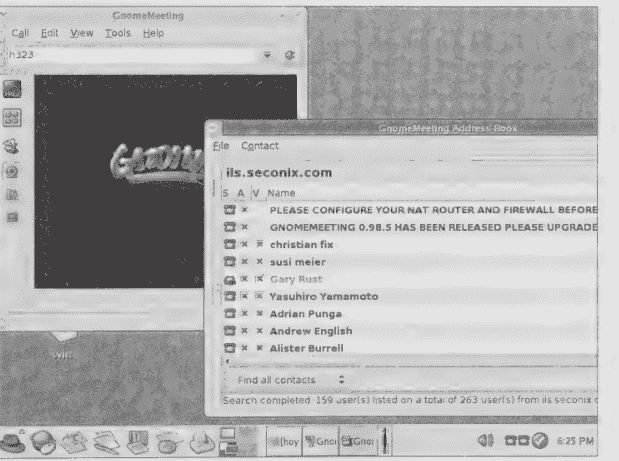 GnomeMeeting
Call Edit View Tools Help
h323
GnomeMeeting Address Book
File Contact
ils.seconix.com
S A V Name
PLEASE CONFIGURE YOUR NAT ROUTER AND FIREWALL BEFORE
GNOMEMEETING 0.98.5 HAS BEEN RELEASED PLEASE UPGRADE
christian fix
susi meier
Gary Rust
Yasuhiro Yamamoto
Adrian Punga
Andrew English
Alister Burrell
Find all contacts
Search completed: 159 user(s) listed on a total of 263 user(s) from ils.seconix
[hoy Gnor Gnor
6:25 PM